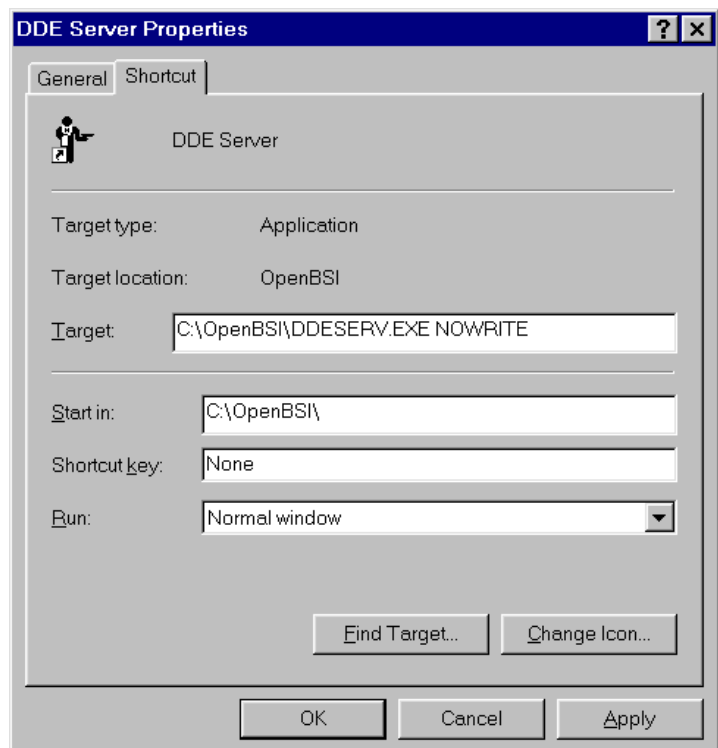 DDE Server Properties
General Shortcut
DDE Server
Target type: Application
Target location: OpenBSI
Target: C:\OpenBSI\DDESERV.EXE NOWRITE
Start in: C:\OpenBSI\
Shortcut key: None
Run: Normal window
Find Target... Change Icon...
OK Cancel Apply